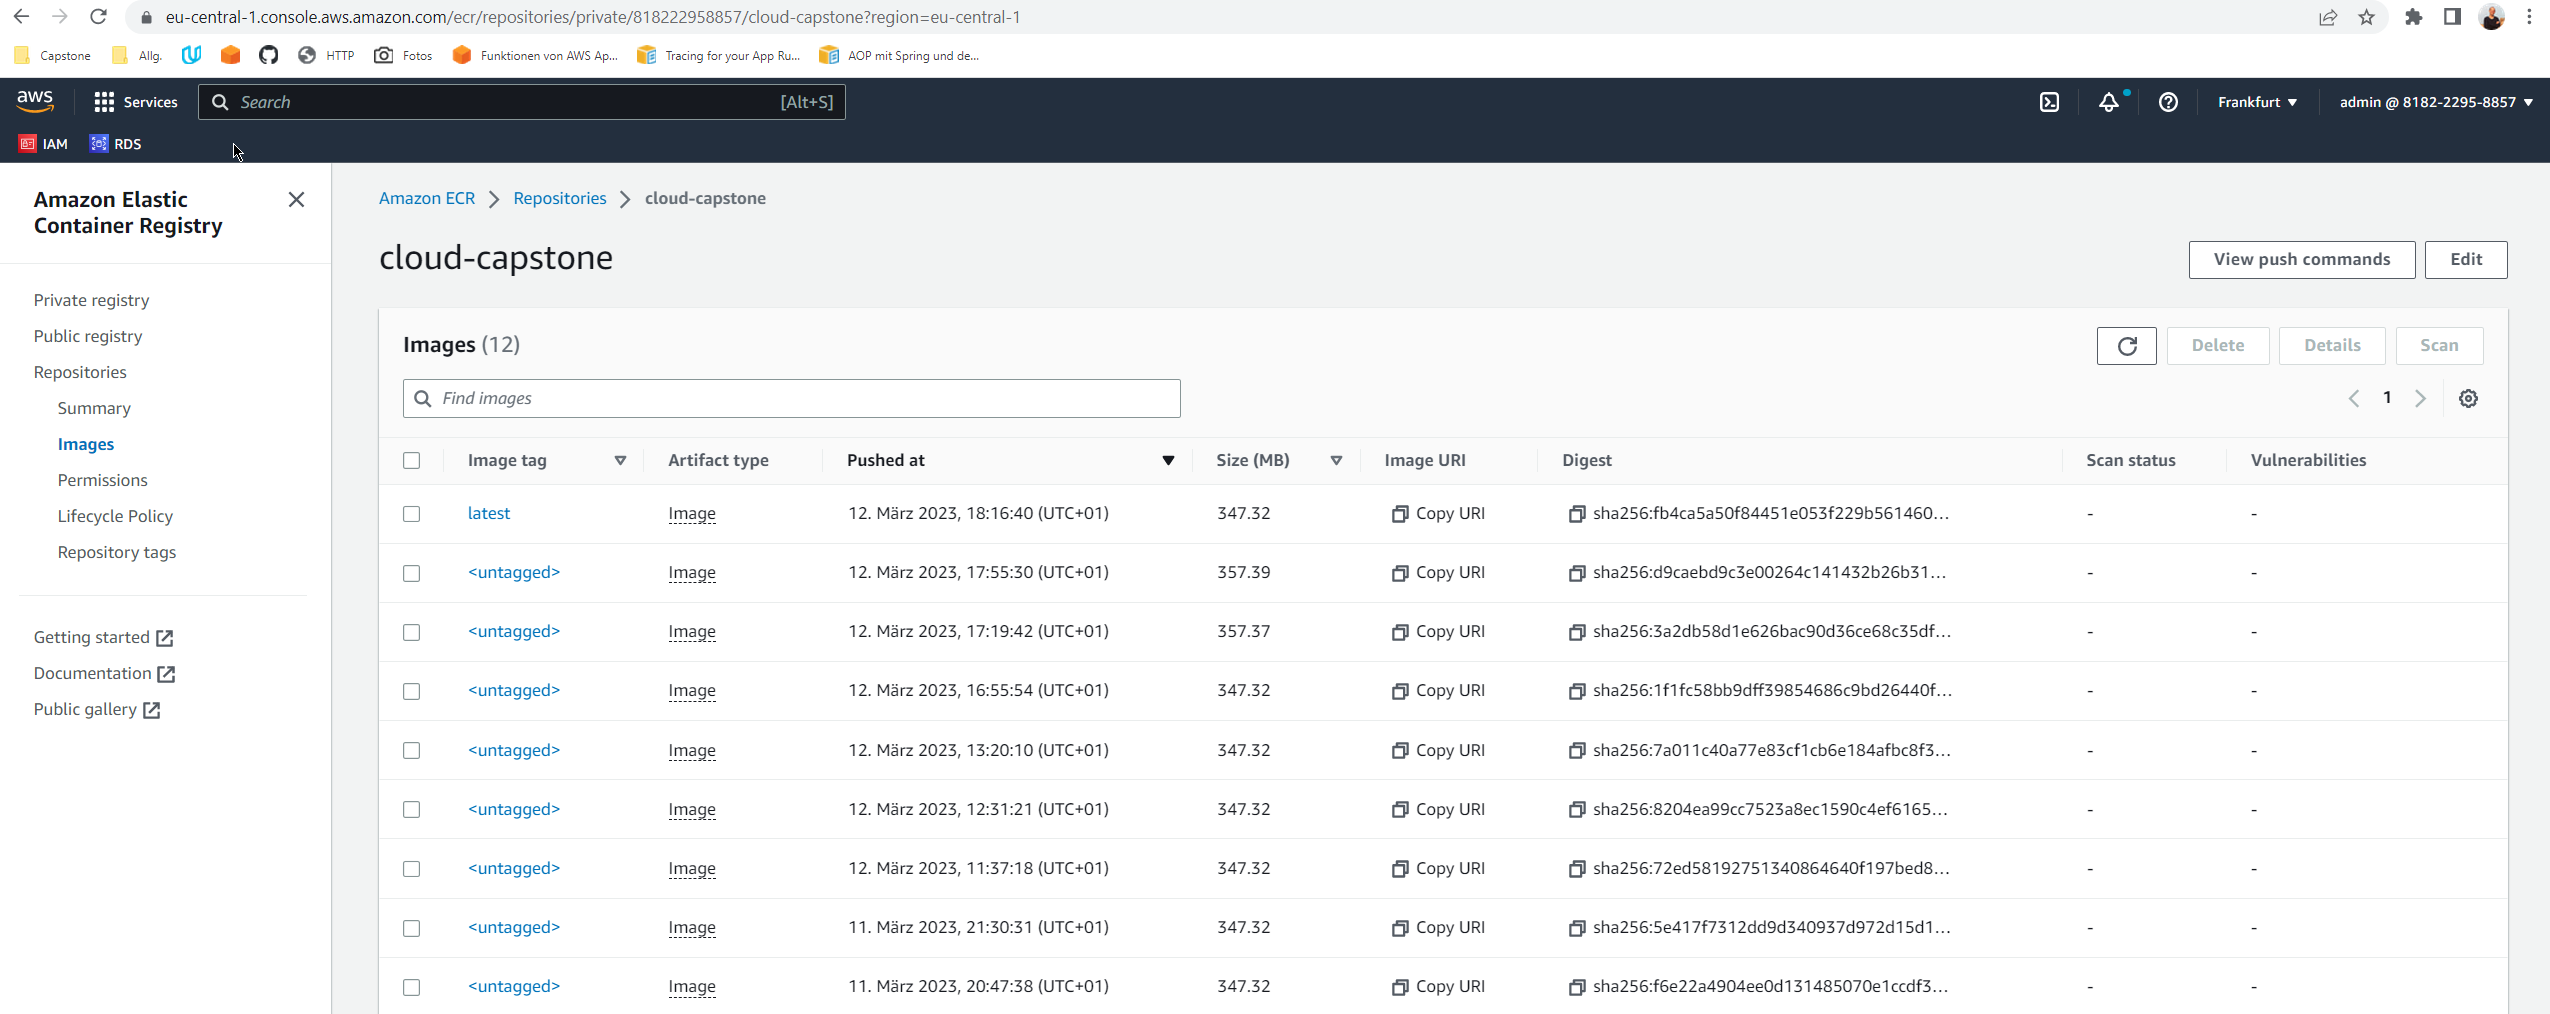 eu-central-1.console.aws.amazon.com/ecr/repositories/private/818222958857/cloud-capstone?region=eu-central-1
Capstone Allg. HTTP Fotos Funktionen von AWS Ap... Tracing for your App Ru... AOP mit Spring und de...
aws Services Search [Alt+S] Frankfurt admin @ 8182-2295-8857
IAM RDS
Amazon Elastic
Container Registry
Private registry
Public registry
Repositories
Summary
Images
Permissions
Lifecycle Policy
Repository tags
Getting started
Documentation
Public gallery
Amazon ECR Repositories cloud-capstone
cloud-capstone
View push commands Edit
Images (12)
Delete Details Scan
Find images
1
Image tag Artifact type Pushed at Size (MB) Image URI Digest Scan status Vulnerabilities
latest Image 12. März 2023, 18:16:40 (UTC+01) 347.32 Copy URI sha256:fb4ca5a50f84451e053f229b561460... - -
<untagged> Image 12. März 2023, 17:55:30 (UTC+01) 357.39 Copy URI sha256:d9caebd9c3e00264c141432b26b31... - -
<untagged> Image 12. März 2023, 17:19:42 (UTC+01) 357.37 Copy URI sha256:3a2db58d1e626bac90d36ce68c35df... - -
<untagged> Image 12. März 2023, 16:55:54 (UTC+01) 347.32 Copy URI sha256:1f1fc58bb9dff39854686c9bd26440f... - -
<untagged> Image 12. März 2023, 13:20:10 (UTC+01) 347.32 Copy URI sha256:7a011c40a77e83cf1cb6e184afbc8f3... - -
<untagged> Image 12. März 2023, 12:31:21 (UTC+01) 347.32 Copy URI sha256:8204ea99cc7523a8ec1590c4ef6165... - -
<untagged> Image 12. März 2023, 11:37:18 (UTC+01) 347.32 Copy URI sha256:72ed58192751340864640f197bed8... - -
<untagged> Image 11. März 2023, 21:30:31 (UTC+01) 347.32 Copy URI sha256:5e417f7312dd9d340937d972d15d1... - -
<untagged> Image 11. März 2023, 20:47:38 (UTC+01) 347.32 Copy URI sha256:f6e22a4904ee0d131485070e1ccdf3... - -